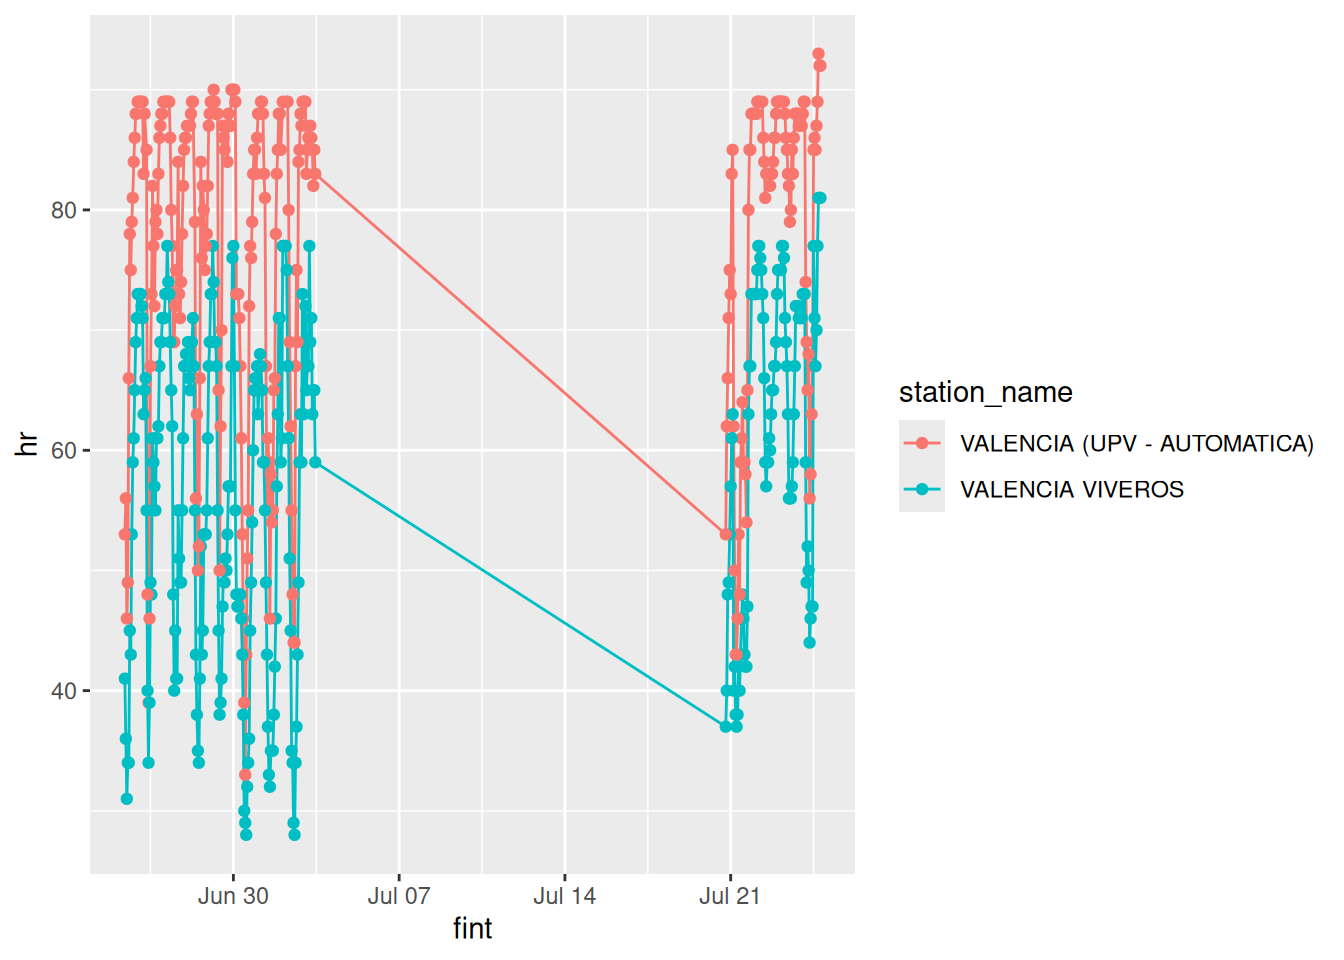 80
60
40
hr
Jun 30
Jul 07
Jul 14
Jul 21
fint
station_name
VALENCIA (UPV - AUTOMATICA)
VALENCIA VIVEROS